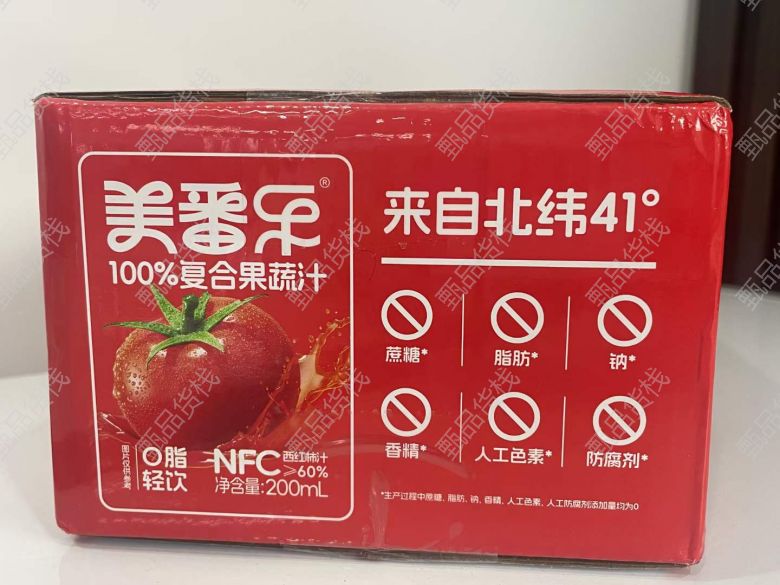 美番乐®
100%复合果蔬汁
图片仅供参考
0脂
轻饮
NFC 西红柿汁
≥60%
净含量:200mL
来自北纬41°
蔗糖*
脂肪*
钠*
香精*
人工色素*
防腐剂*
*生产过程中蔗糖、脂肪、钠、香精、人工色素、人工防腐剂添加量均为0
甄品货栈